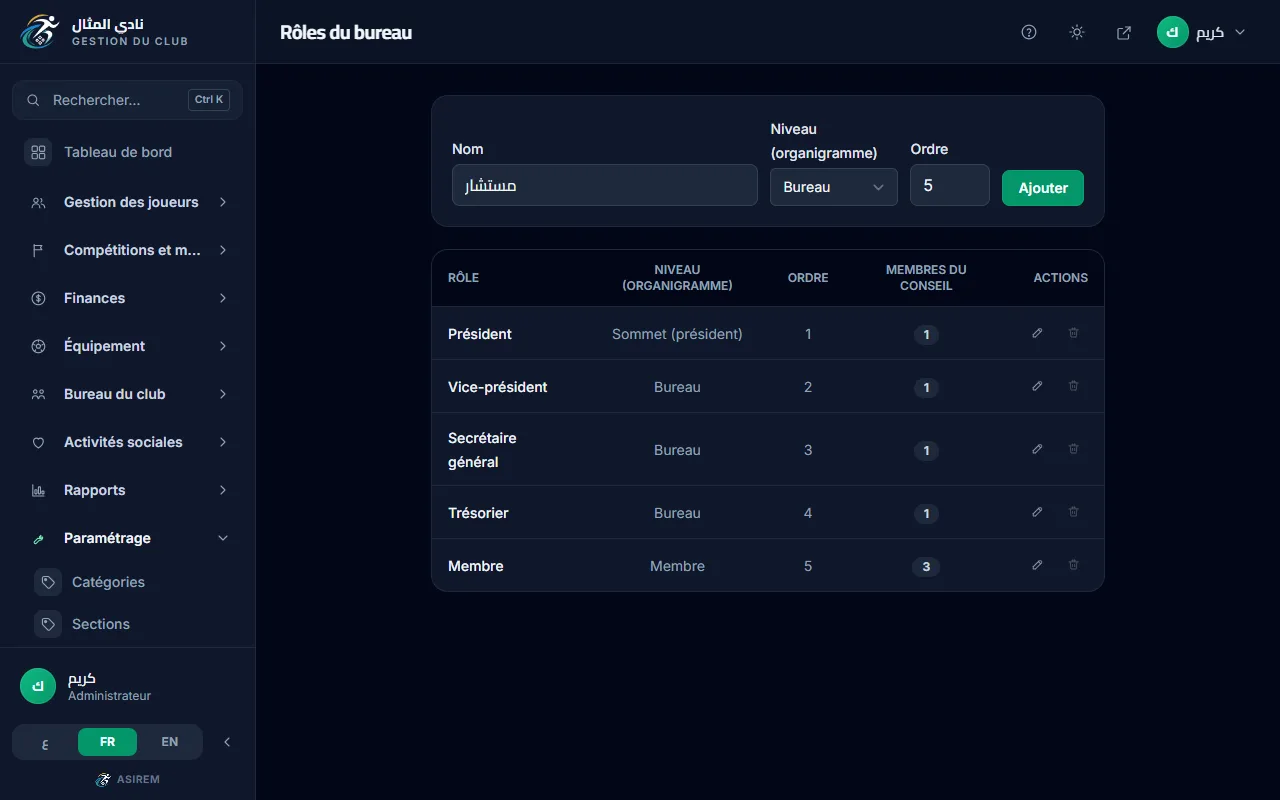 نادي المثال
GESTION DU CLUB
Rechercher...
Ctrl K
Tableau de bord
Gestion des joueurs
Compétitions et m...
Finances
Équipement
Bureau du club
Activités sociales
Rapports
Paramétrage
Catégories
Sections
ك
كريم
Administrateur
ع
FR
EN
ASIREM
Rôles du bureau
ك
كريم
Nom
مستشار
Niveau
(organigramme)
Bureau
Ordre
5
Ajouter
RÔLE
NIVEAU
(ORGANIGRAMME)
ORDRE
MEMBRES DU
CONSEIL
ACTIONS
Président
Sommet (président)
1
1
Vice-président
Bureau
2
1
Secrétaire
général
Bureau
3
1
Trésorier
Bureau
4
1
Membre
Membre
5
3